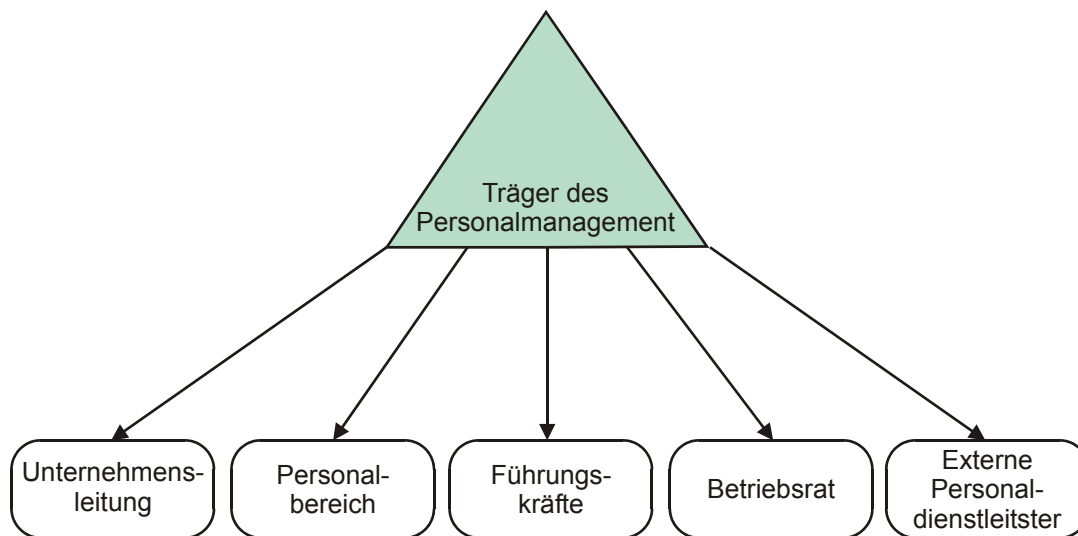 Träger des
Personalmanagement
Unternehmens-
leitung
Personal-
bereich
Führungs-
kräfte
Betriebsrat
Externe
Personal-
dienstleitster